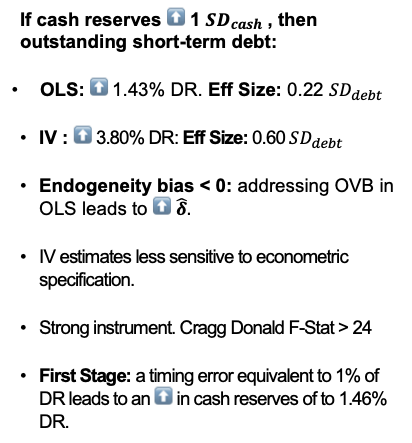 If cash reserves ⬆ 1 SD_cash , then
outstanding short-term debt:
• OLS: ⬆ 1.43% DR. Eff Size: 0.22 SD_debt
• IV : ⬆ 3.80% DR: Eff Size: 0.60 SD_debt
• Endogeneity bias < 0: addressing OVB in
OLS leads to ⬆ δ̂.
• IV estimates less sensitive to econometric
specification.
• Strong instrument. Cragg Donald F-Stat > 24
• First Stage: a timing error equivalent to 1% of
DR leads to an ⬆ in cash reserves of to 1.46%
DR.